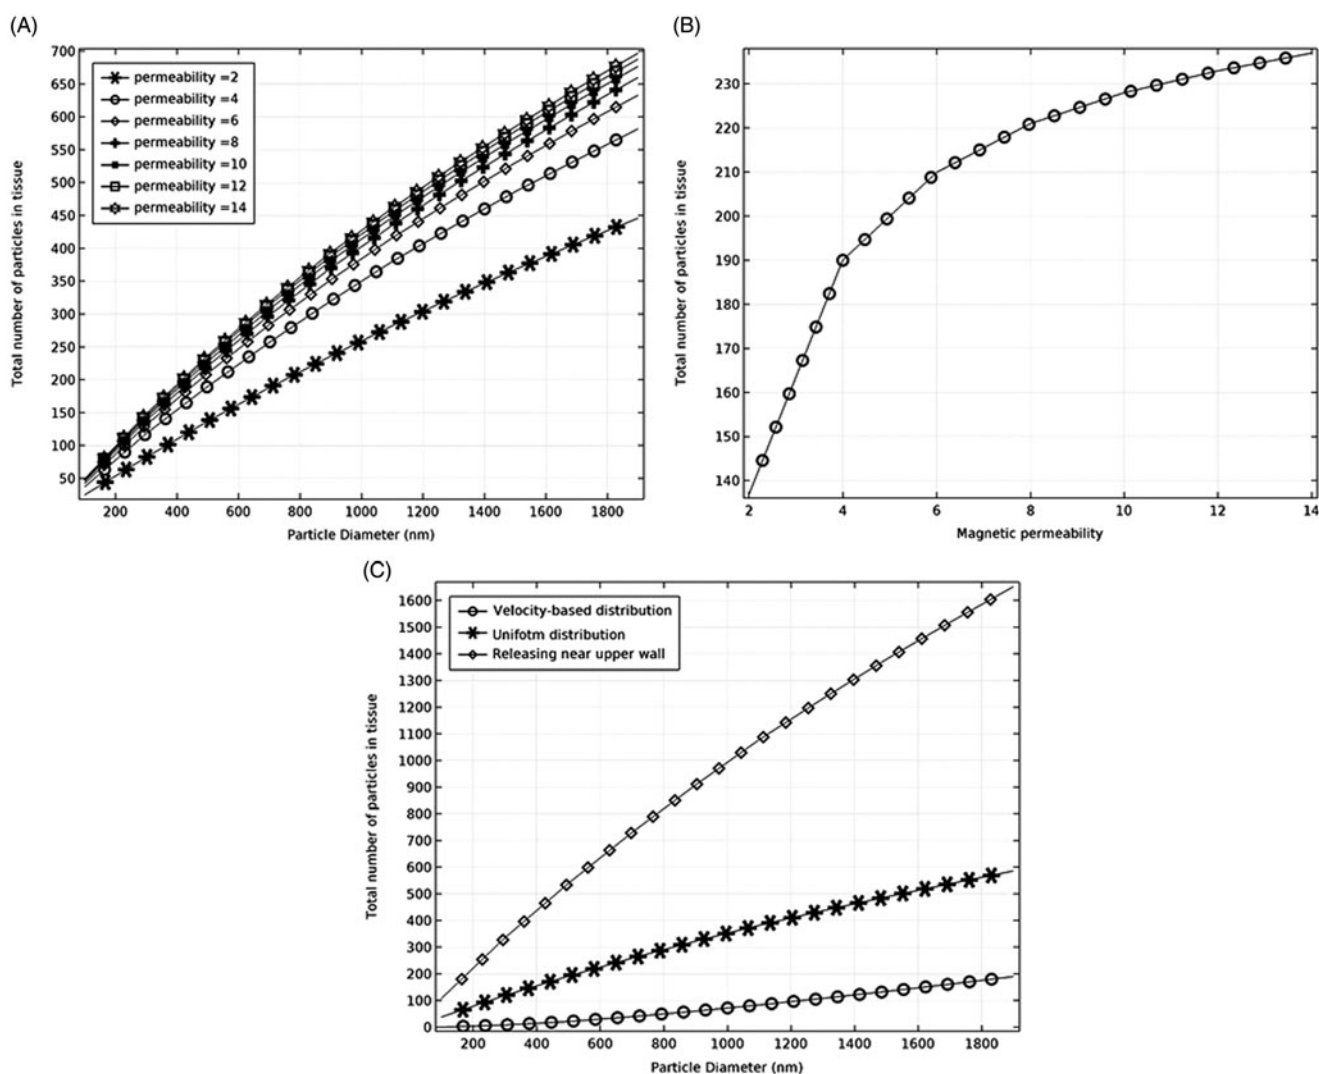 (A)
700
650
600
550
500
450
400
350
300
250
200
150
100
50
Total number of particles in tissue
permeability =2
permeability =4
permeability =6
permeability =8
permeability =10
permeability =12
permeability =14
200 400 600 800 1000 1200 1400 1600 1800
Particle Diameter (nm)
(B)
230
220
210
200
190
180
170
160
150
140
Total number of particles in tissue
2 4 6 8 10 12 14
Magnetic permeability
(C)
1600
1500
1400
1300
1200
1100
1000
900
800
700
600
500
400
300
200
100
0
Total number of particles in tissue
Velocity-based distribution
Unifotm distribution
Releasing near upper wall
200 400 600 800 1000 1200 1400 1600 1800
Particle Diameter (nm)